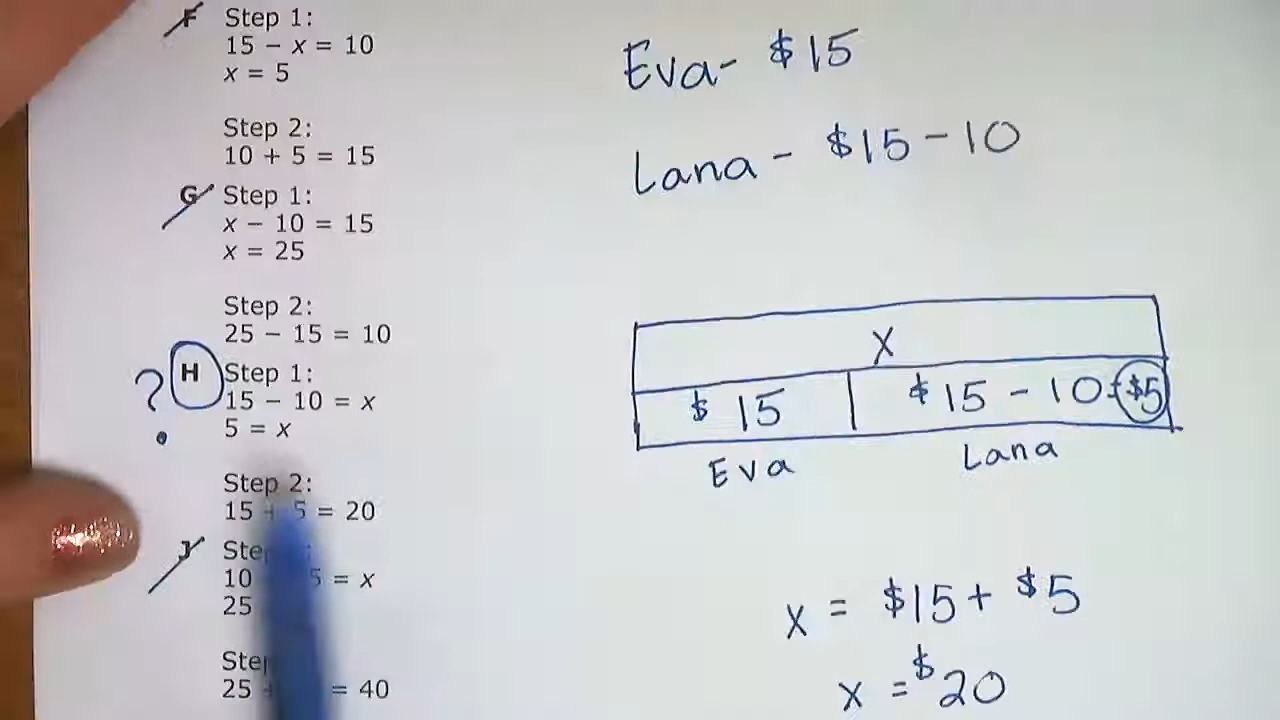 F Step 1:
15 − x = 10
x = 5
Step 2:
10 + 5 = 15
G Step 1:
x − 10 = 15
x = 25
Step 2:
25 − 15 = 10
? H Step 1:
15 − 10 = x
5 = x
Step 2:
15 + 5 = 20
J Ste
10 5 = x
25
Ste
25 = 40
Eva- $15
Lana - $15 - 10
X
$ 15 $ 15 - 10 = $5
Eva Lana
x = $15 + $5
x = $20